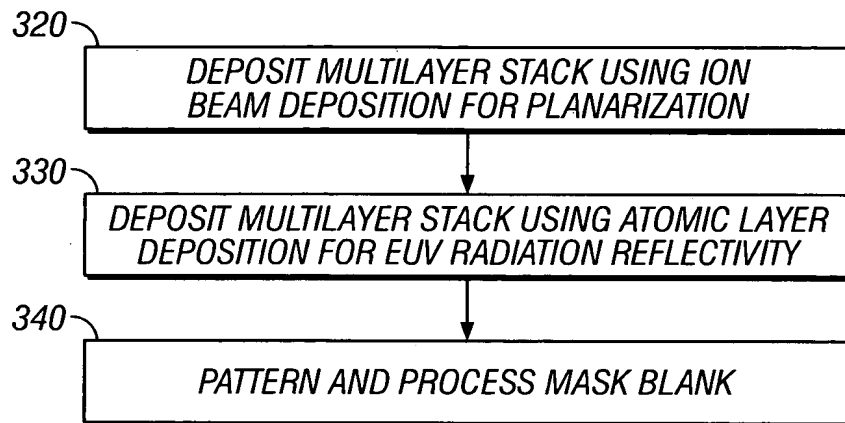 320
DEPOSIT MULTILAYER STACK USING ION
BEAM DEPOSITION FOR PLANARIZATION
330
DEPOSIT MULTILAYER STACK USING ATOMIC LAYER
DEPOSITION FOR EUV RADIATION REFLECTIVITY
340
PATTERN AND PROCESS MASK BLANK